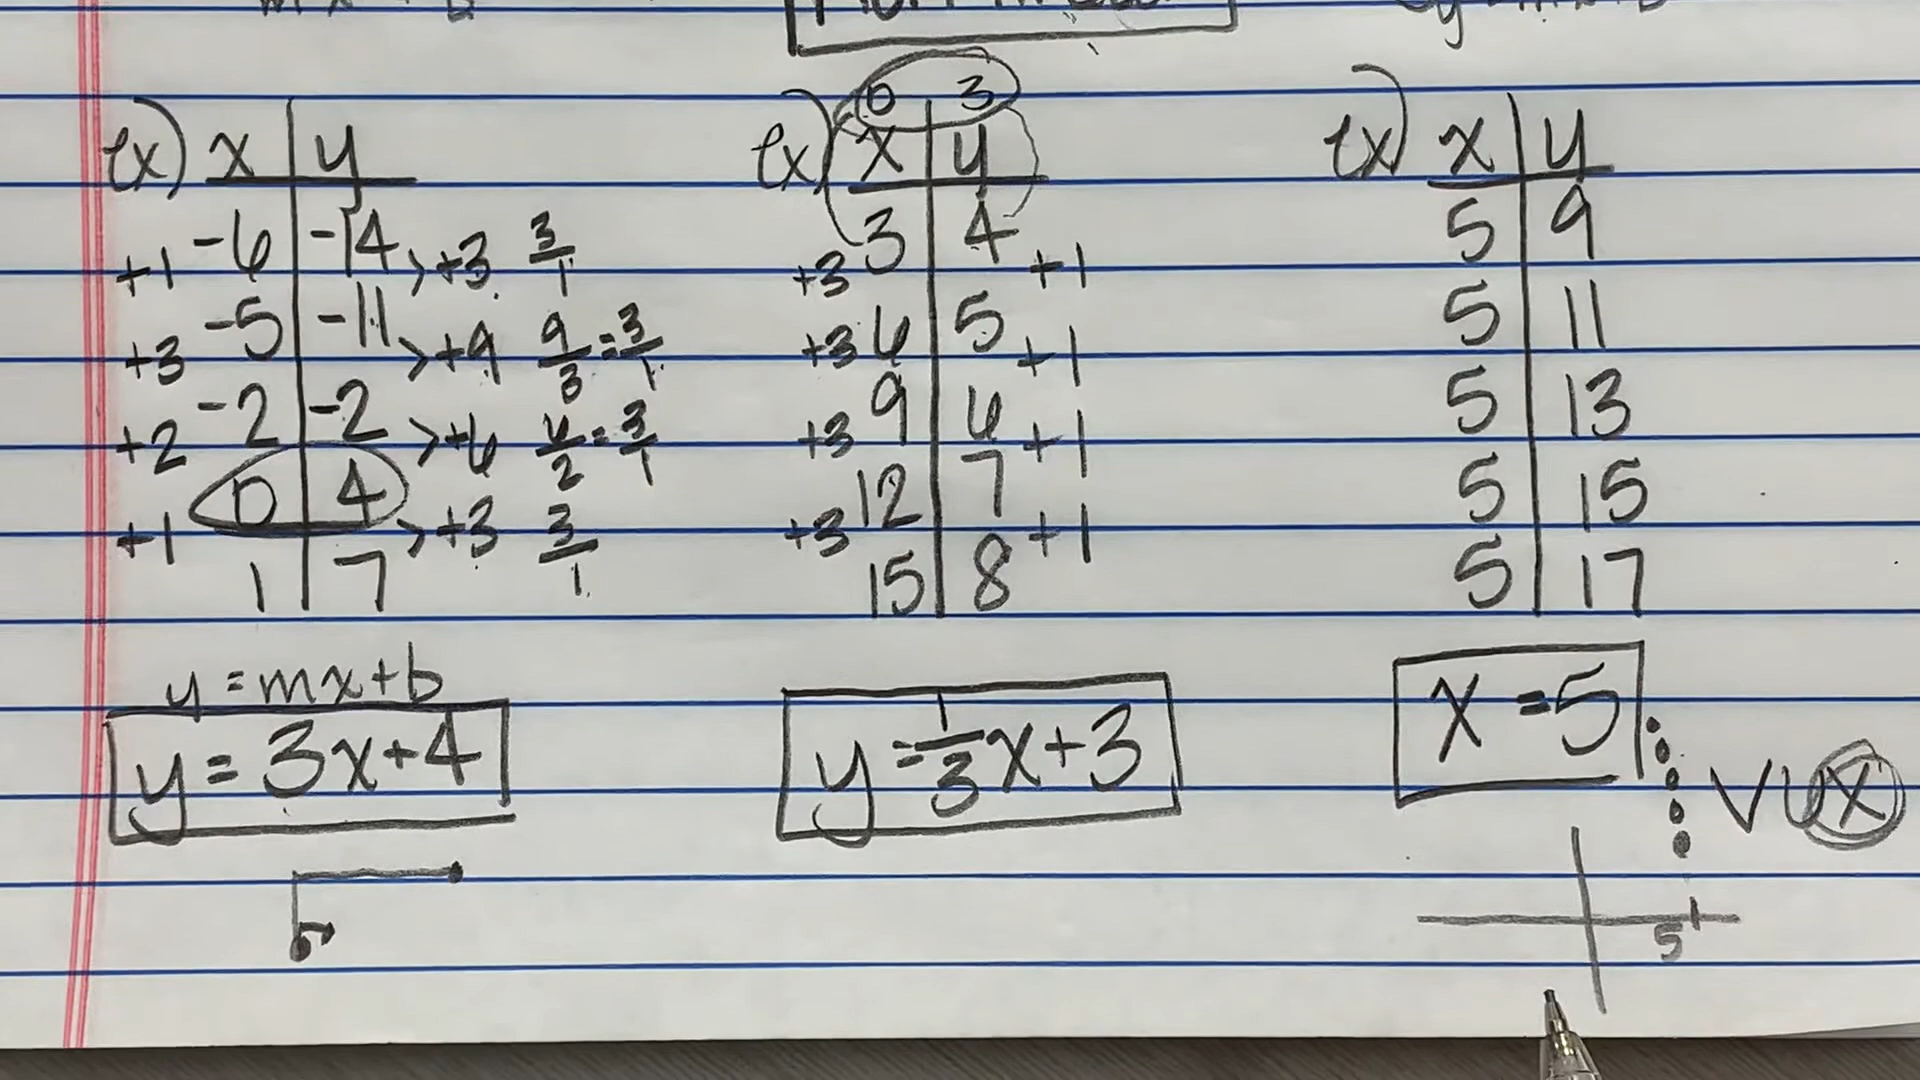 ex) x y
-6 -14
+1 +3 3/1
-5 -11
+3 +9 9/3 = 3/1
-2 -2
+2 +6 6/2 = 3/1
0 4
+1 +3 3/1
1 7
y = mx + b
y = 3x + 4
0 3
ex) x y
3 4
+3 +1
6 5
+3 +1
9 6
+3 +1
12 7
+3 +1
15 8
y = 1/3 x + 3
ex) x y
5 9
5 11
5 13
5 15
5 17
x = 5
VUX
5